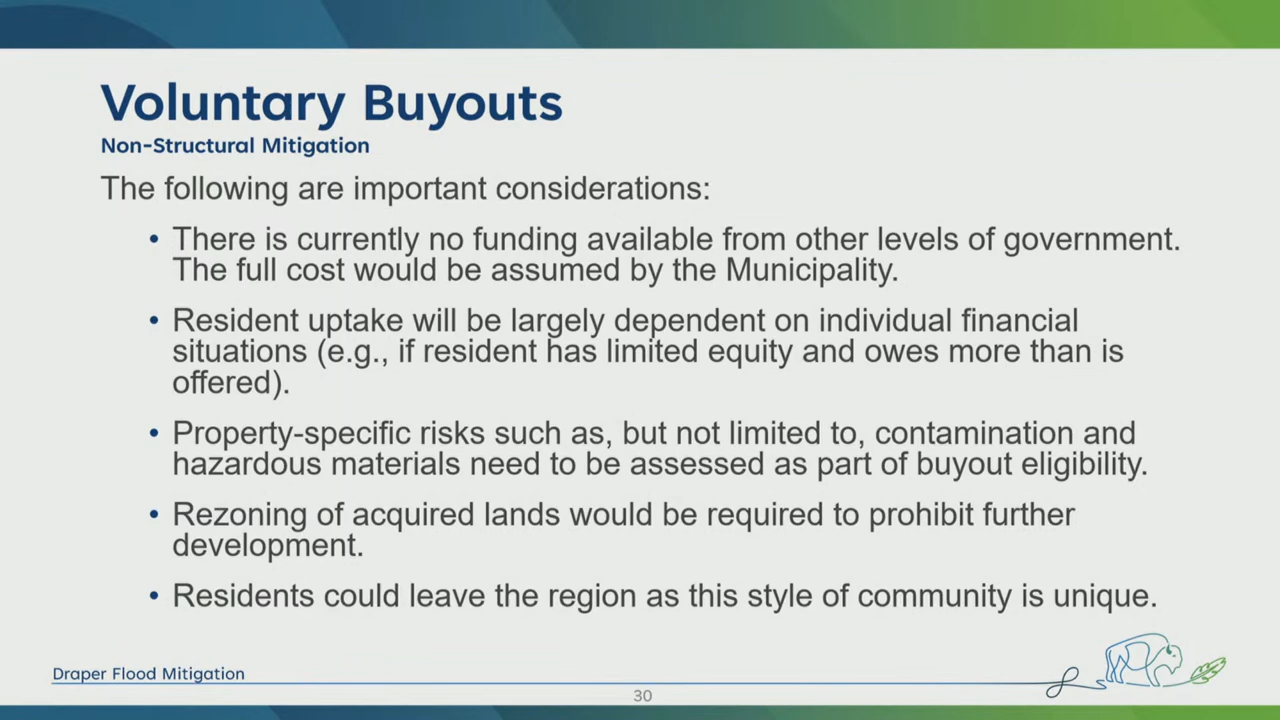 Voluntary Buyouts
Non-Structural Mitigation
The following are important considerations:
• There is currently no funding available from other levels of government.
The full cost would be assumed by the Municipality.
• Resident uptake will be largely dependent on individual financial
situations (e.g., if resident has limited equity and owes more than is
offered).
• Property-specific risks such as, but not limited to, contamination and
hazardous materials need to be assessed as part of buyout eligibility.
• Rezoning of acquired lands would be required to prohibit further
development.
• Residents could leave the region as this style of community is unique.
Draper Flood Mitigation
30